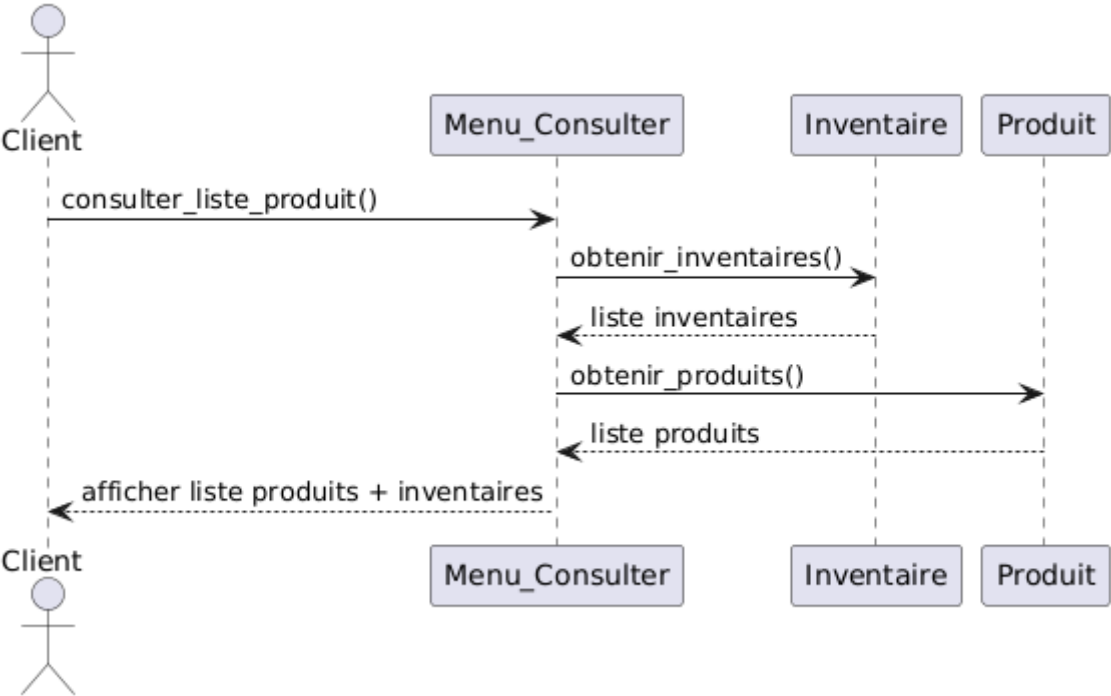 Client
Menu_Consulter
Inventaire
Produit
consulter_liste_produit()
obtenir_inventaires()
liste inventaires
obtenir_produits()
liste produits
afficher liste produits + inventaires
Client
Menu_Consulter
Inventaire
Produit